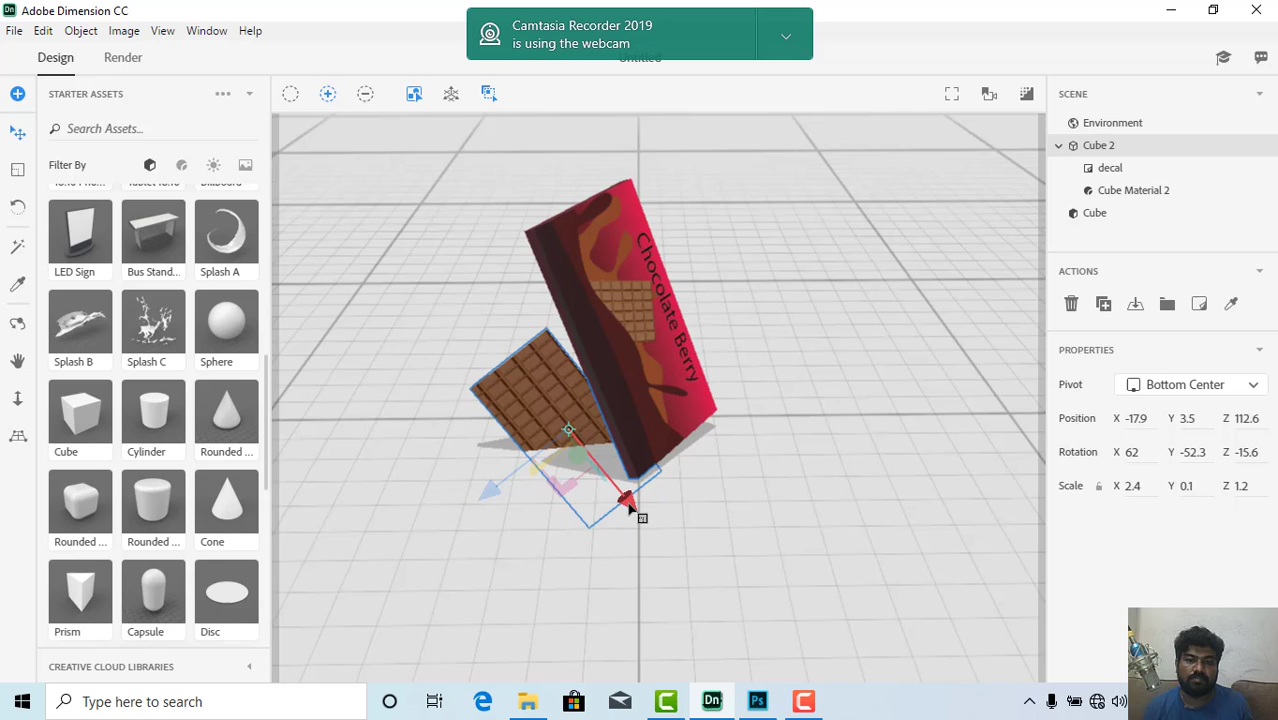 Dn Adobe Dimension CC
File Edit Object Image View Window Help
Camtasia Recorder 2019
is using the webcam
Design Render
STARTER ASSETS
Search Assets...
Filter By
LED Sign Bus Stand... Splash A
Splash B Splash C Sphere
Cube Cylinder Rounded ...
Rounded ... Rounded ... Cone
Prism Capsule Disc
CREATIVE CLOUD LIBRARIES
Chocolate Berry
SCENE
Environment
Cube 2
decal
Cube Material 2
Cube
ACTIONS
PROPERTIES
Pivot Bottom Center
Position X -17.9 Y 3.5 Z 112.6
Rotation X 62 Y -52.3 Z -15.6
Scale X 2.4 Y 0.1 Z 1.2
Type here to search
Dn Ps